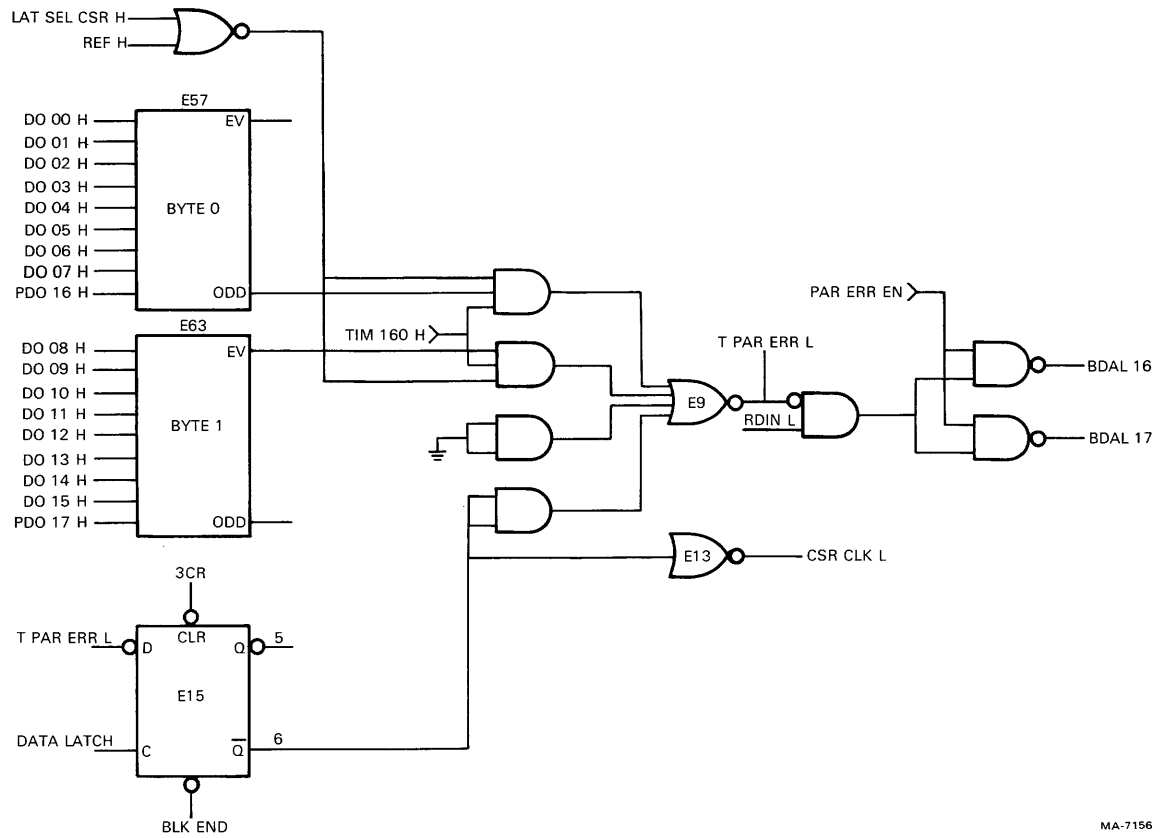 LAT SEL CSR H
REF H
E57
DO 00 H
EV
DO 01 H
DO 02 H
DO 03 H
DO 04 H
BYTE 0
DO 05 H
DO 06 H
DO 07 H
PDO 16 H
ODD
PAR ERR EN
E63
TIM 160 H
T PAR ERR L
DO 08 H
EV
DO 09 H
BDAL 16
DO 10 H
E9
DO 11 H
RDIN L
BYTE 1
DO 12 H
BDAL 17
DO 13 H
DO 14 H
DO 15 H
PDO 17 H
ODD
E13
CSR CLK L
3CR
CLR
T PAR ERR L
D
Q
5
E15
DATA LATCH
C
Q̅
6
BLK END
MA-7156